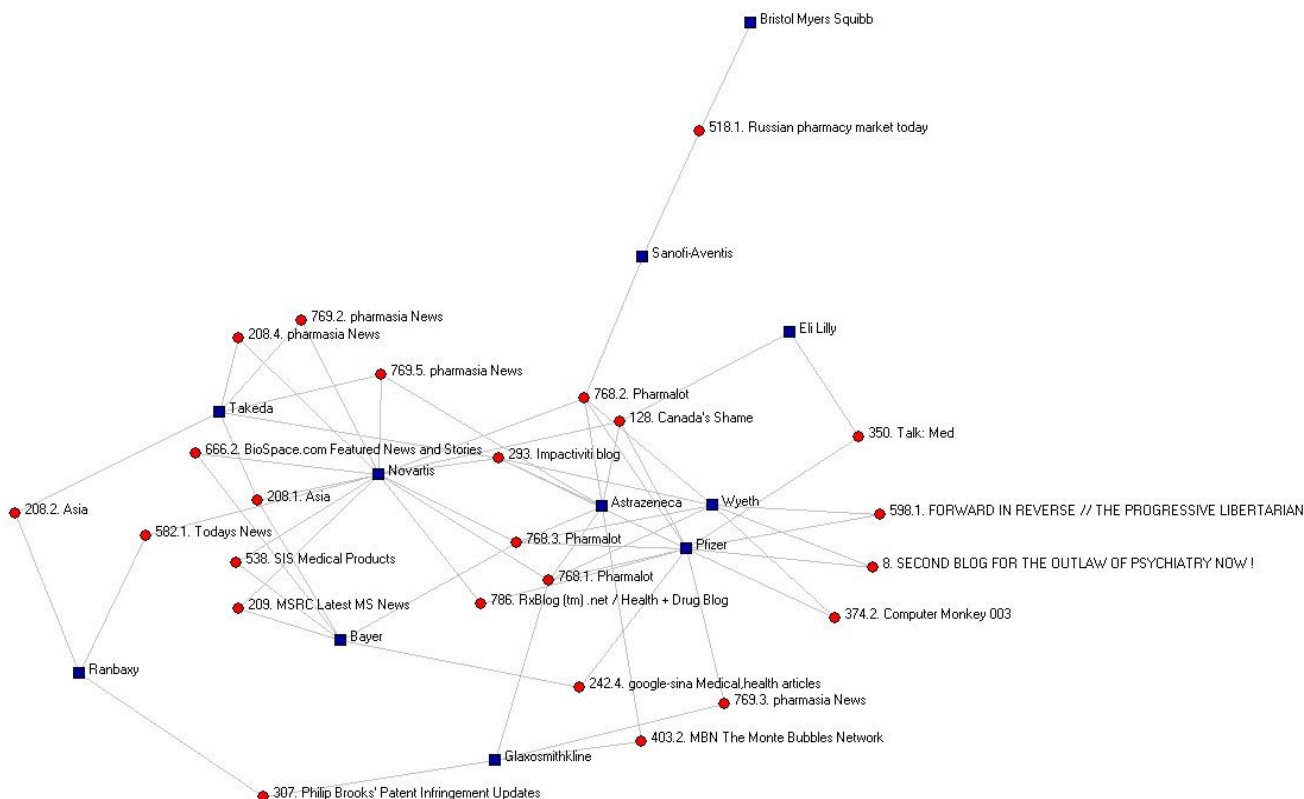 Bristol Myers Squibb
518.1. Russian pharmacy market today
Sanofi-Aventis
769.2. pharmasia News
208.4. pharmasia News
Eli Lilly
769.5. pharmasia News
768.2. Pharmalot
Takeda
128. Canada's Shame
350. Talk: Med
666.2. BioSpace.com Featured News and Stories
293. Impactiviti blog
Novartis
208.1. Asia
Astrazeneca
Wyeth
208.2. Asia
598.1. FORWARD IN REVERSE // THE PROGRESSIVE LIBERTARIAN
582.1. Todays News
768.3. Pharmalot
Pfizer
538. SIS Medical Products
8. SECOND BLOG FOR THE OUTLAW OF PSYCHIATRY NOW !
768.1. Pharmalot
786. RxBlog (tm) .net / Health + Drug Blog
209. MSRC Latest MS News
374.2. Computer Monkey 003
Bayer
Ranbaxy
242.4. google-sina Medical,health articles
769.3. pharmasia News
403.2. MBN The Monte Bubbles Network
Glaxosmithkline
307. Philip Brooks' Patent Infringement Updates